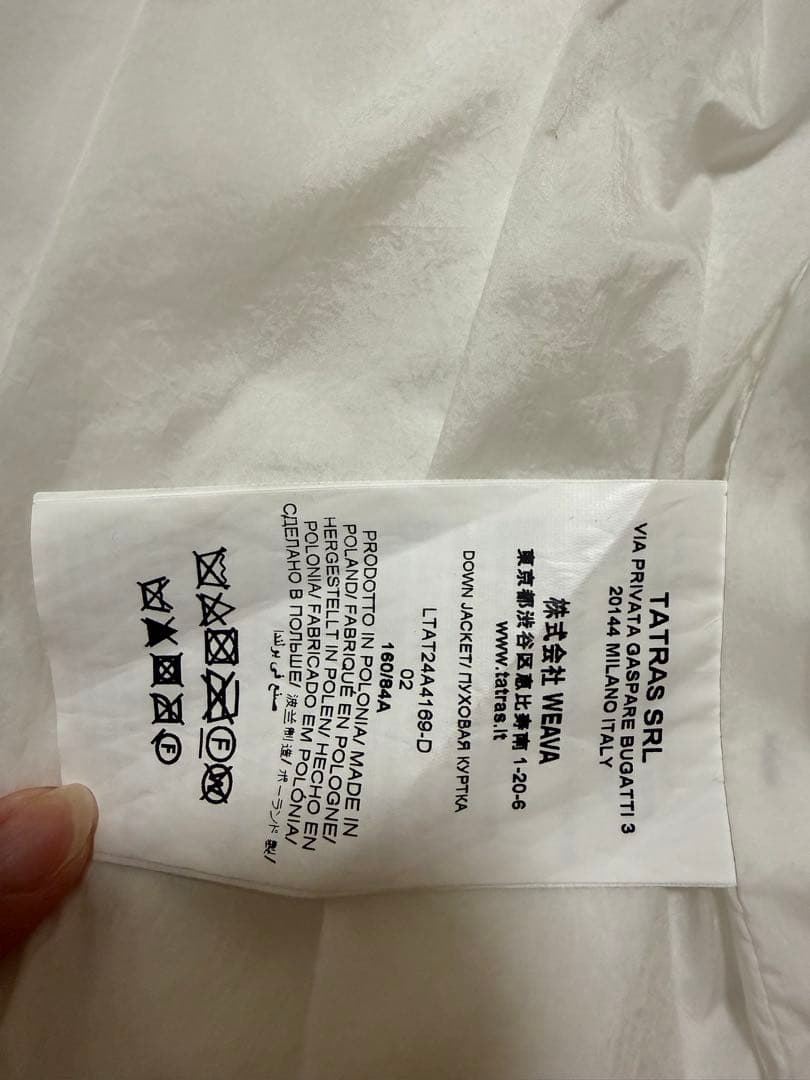 TATRAS SRL
VIA PRIVATA GASPARE BUGATTI 3
20144 MILANO ITALY
株式会社 WEAVA
東京都渋谷区恵比寿南 1-20-6
www.tatras.it
DOWN JACKET/ ПУХОВАЯ КУРТКА
LTAT24A4169-D
02
160/84A
PRODOTTO IN POLONIA/ MADE IN
POLAND/ FABRIQUÉ EN POLOGNE/
HERGESTELLT IN POLEN/ HECHO EN
POLONIA/ FABRICADO EM POLÓNIA/
СДЕЛАНО В ПОЛЬШЕ/ 波兰制造/ ポーランド製/
صنع في بولندا
F
F